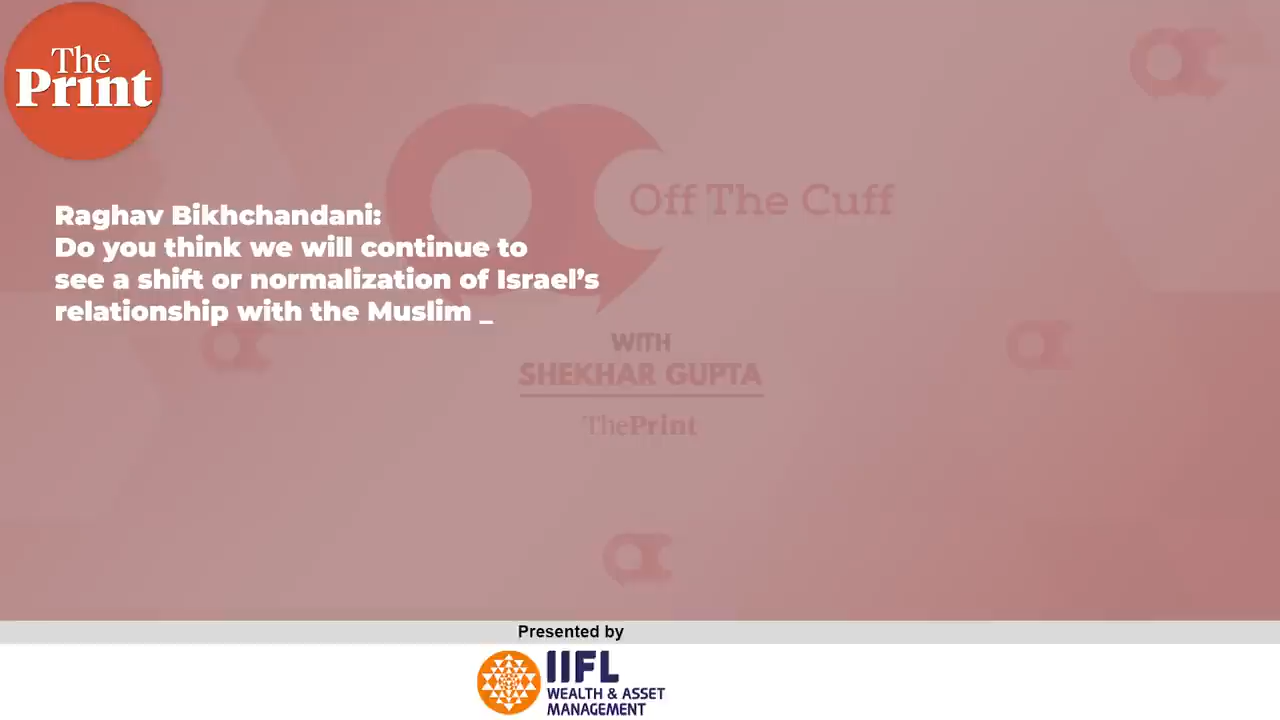 The
Print
Off The Cuff
Raghav Bikhchandani:
Do you think we will continue to
see a shift or normalization of Israel’s
relationship with the Muslim _
WITH
SHEKHAR GUPTA
ThePrint
Presented by
IIFL
WEALTH & ASSET
MANAGEMENT